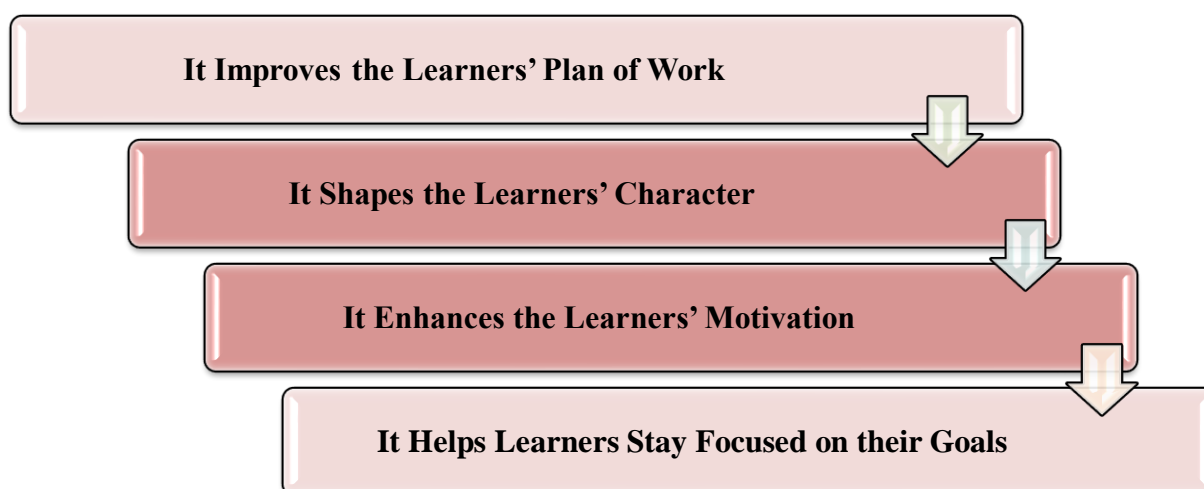 It Improves the Learners’ Plan of Work
It Shapes the Learners’ Character
It Enhances the Learners’ Motivation
It Helps Learners Stay Focused on their Goals